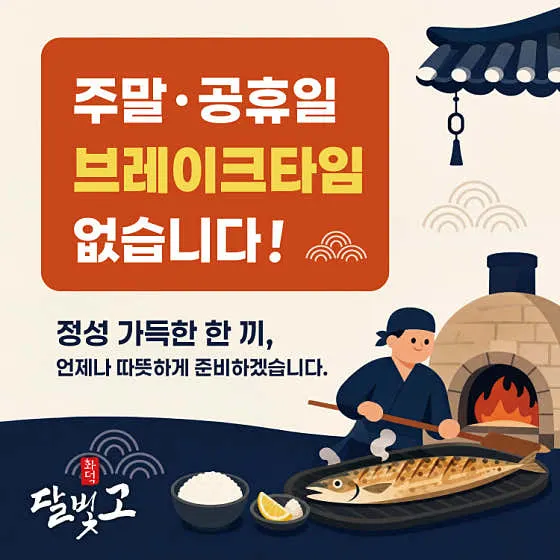 주말·공휴일
브레이크타임
없습니다!
정성 가득한 한 끼,
언제나 따뜻하게 준비하겠습니다.
화덕
달빛고